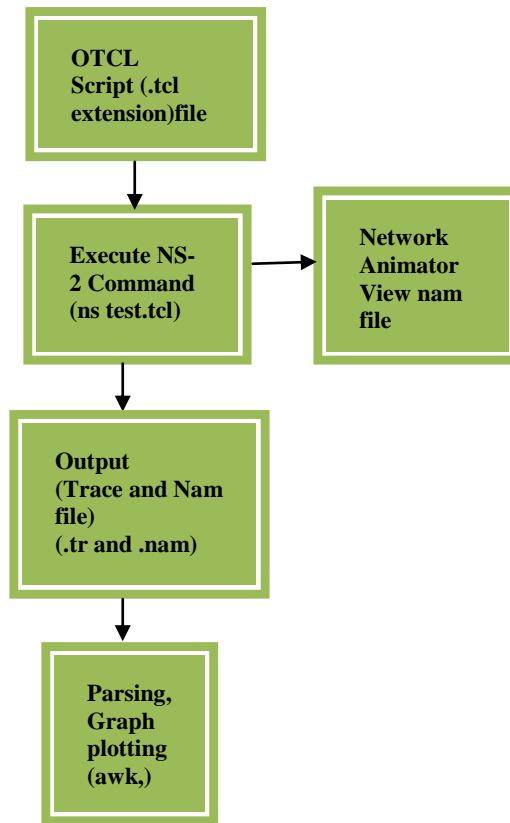 OTCL
Script (.tcl
extension)file
Execute NS-
2 Command
(ns test.tcl)
Network
Animator
View nam
file
Output
(Trace and Nam
file)
(.tr and .nam)
Parsing,
Graph
plotting
(awk,)